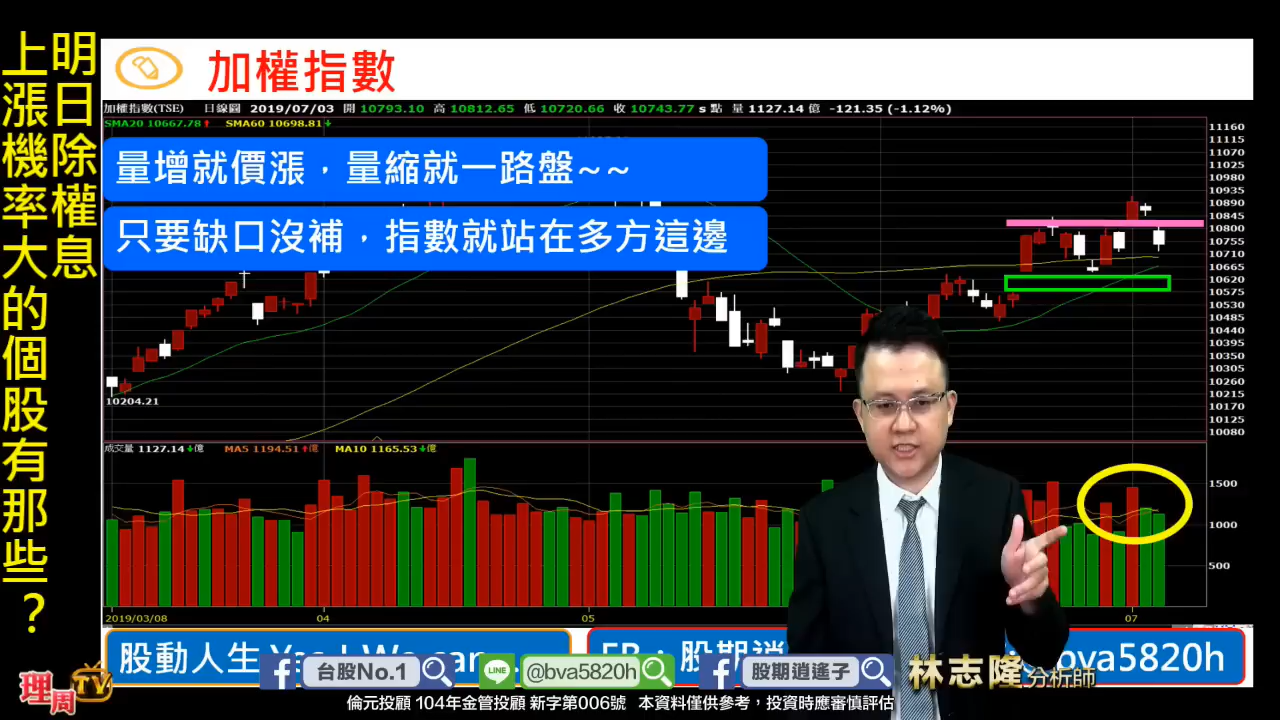 明日除權息
上漲機率大的個股有那些？
加權指數
加權指數(TSE) 日線圖 2019/07/03 開 10793.10 高 10812.65 低 10720.66 收 10743.77 s 點 量 1127.14 億 -121.35 (-1.12%)
SMA20 10667.78↑ SMA60 10698.81↓
量增就價漲，量縮就一路盤~~
只要缺口沒補，指數就站在多方這邊
11160
11115
11070
11025
10980
10935
10890
10845
10800
10755
10710
10665
10620
10575
10530
10485
10440
10395
10350
10305
10260
10215
10170
10125
10080
10204.21
成交量 1127.14↓億 MA5 1194.51↑億 MA10 1165.53↓億
1500
1000
500
2019/03/08 04 05 07
股動人生
FB：股期逍
bva5820h
台股No.1
LINE
@bva5820h
股期逍遙子
林志隆分析師
理周TV
倫元投顧 104年金管投顧 新字第006號 本資料僅供參考，投資時應審慎評估